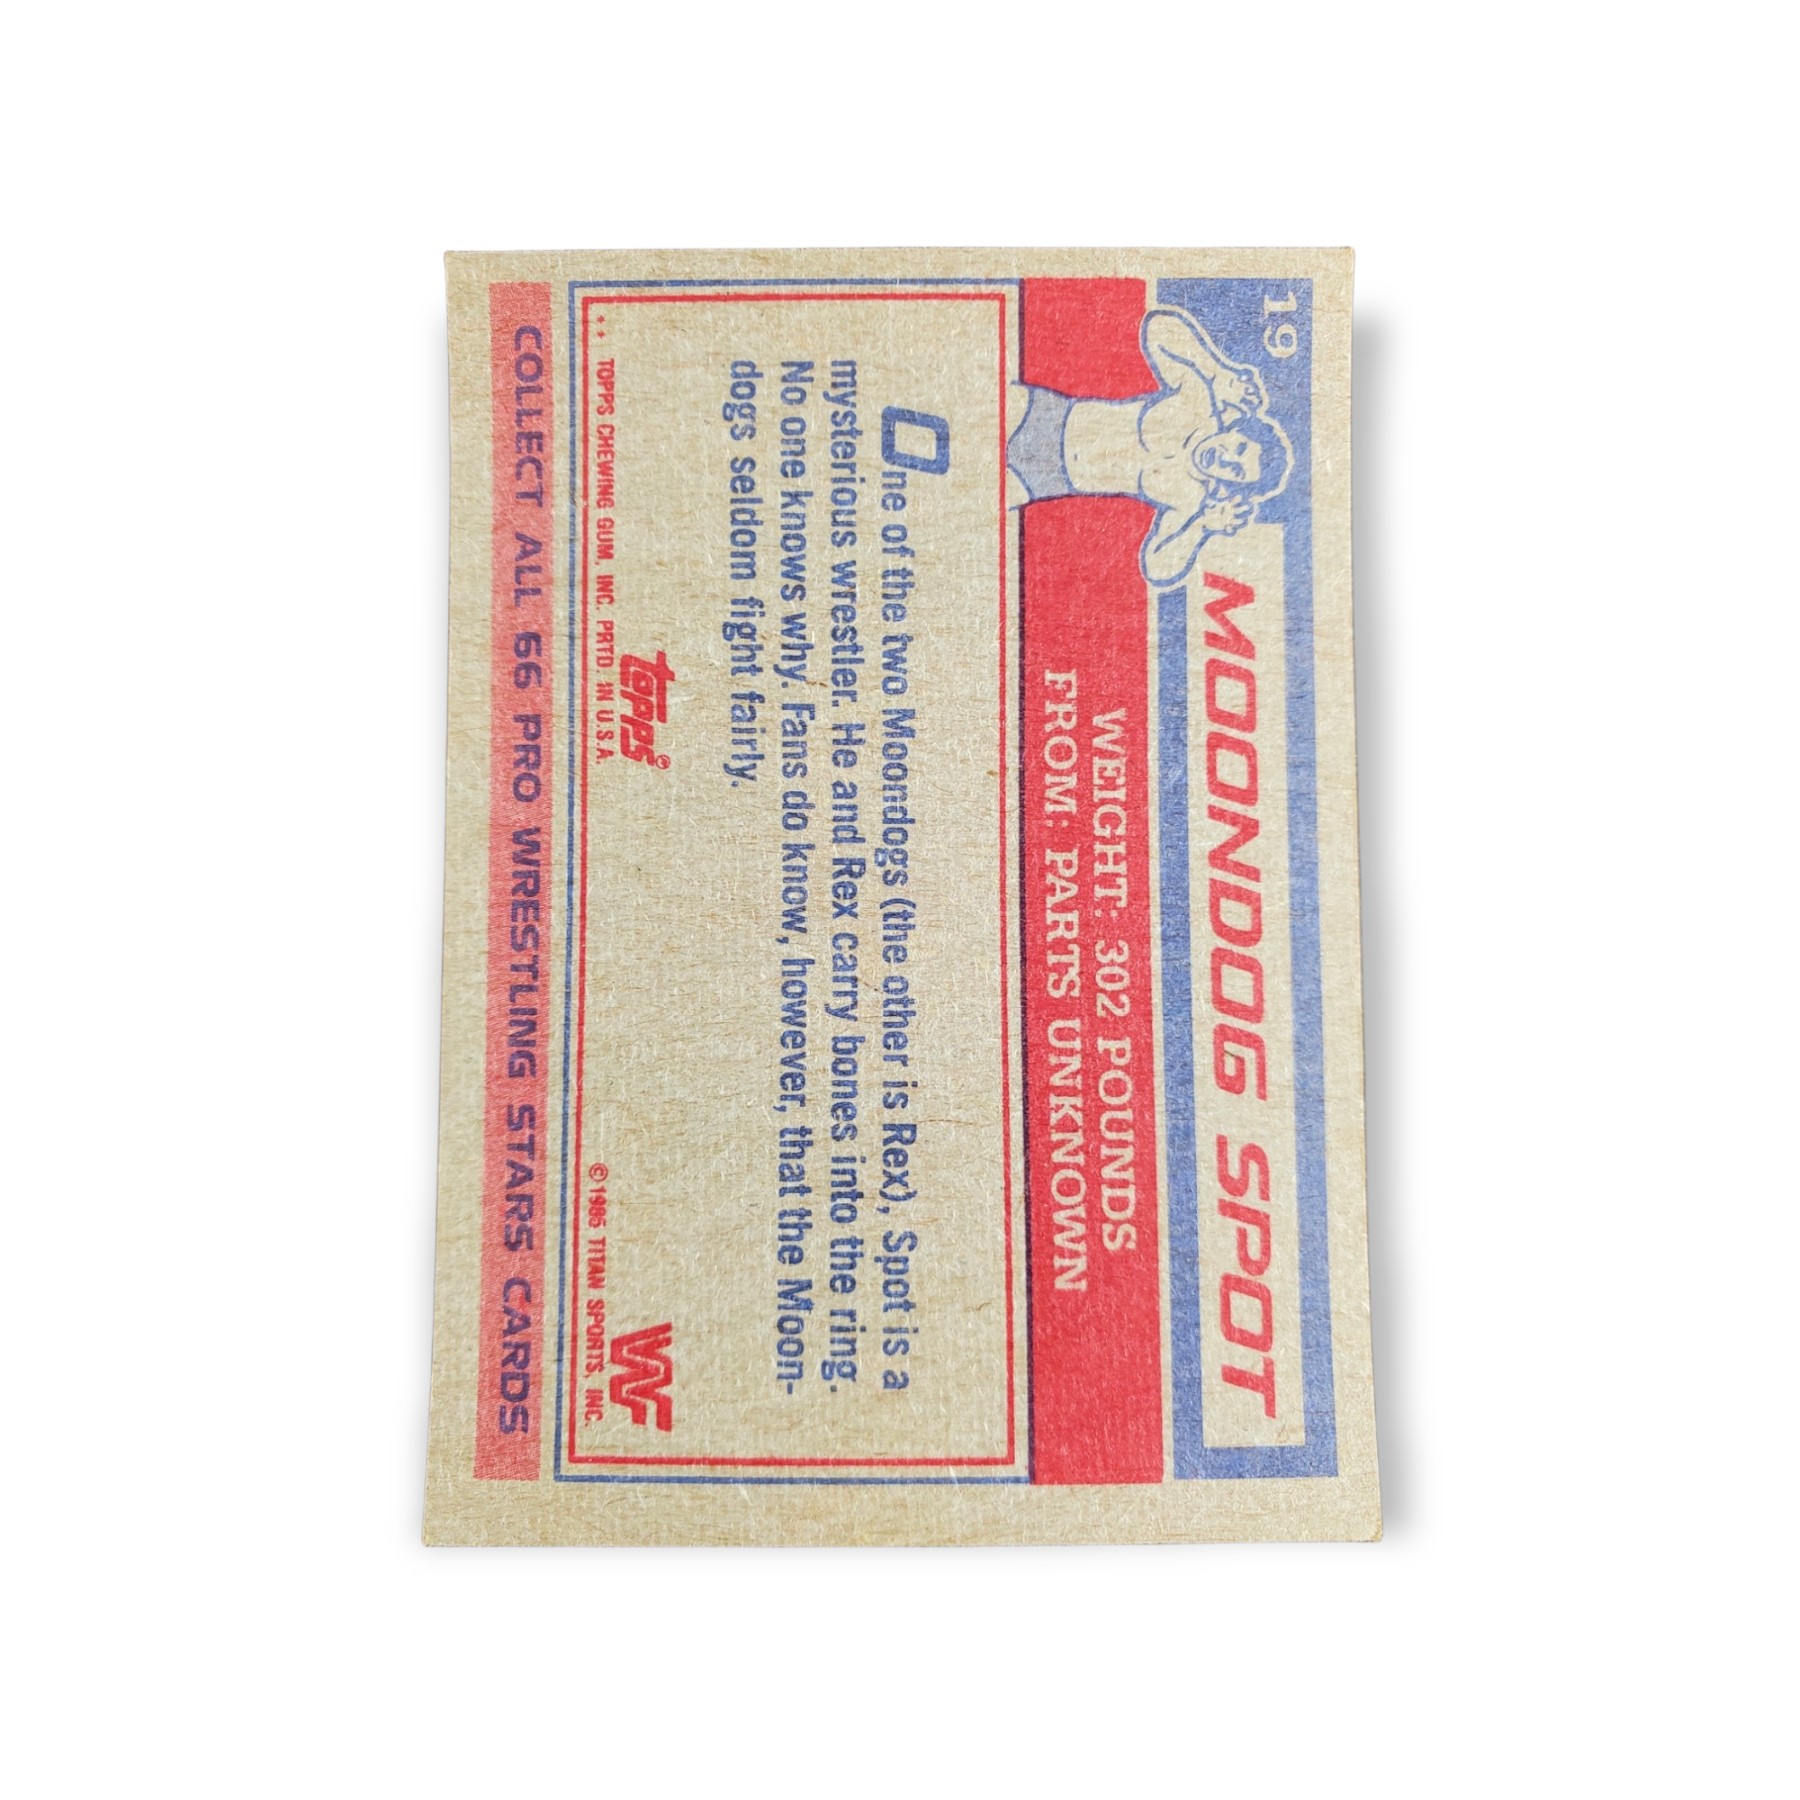 19
MOONDOG SPOT
WEIGHT: 302 POUNDS
FROM: PARTS UNKNOWN
One of the two Moondogs (the other is Rex), Spot is a
mysterious wrestler. He and Rex carry bones into the ring.
No one knows why. Fans do know, however, that the Moon-
dogs seldom fight fairly.
topps®
W
** TOPPS CHEWING GUM, INC. PRTD. IN U.S.A.
©1985 TITAN SPORTS, INC.
COLLECT ALL 66 PRO WRESTLING STARS CARDS